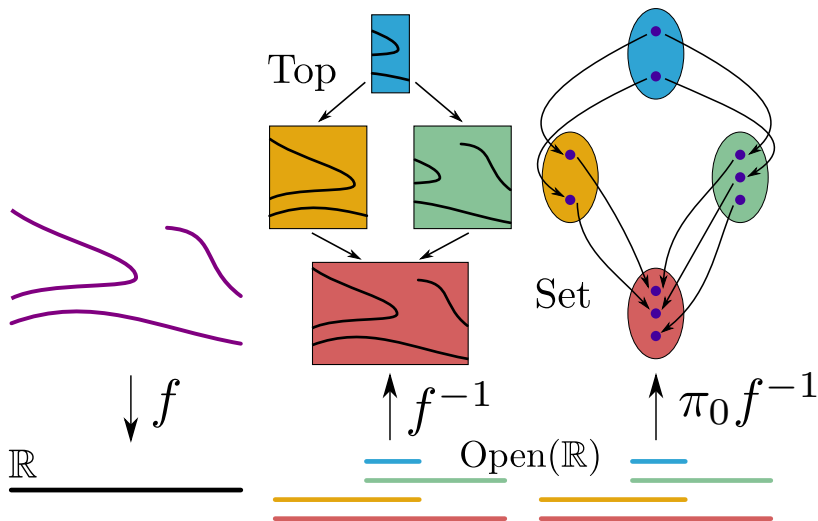 Top
Set
f
f⁻¹
π₀f⁻¹
ℝ
Open(ℝ)